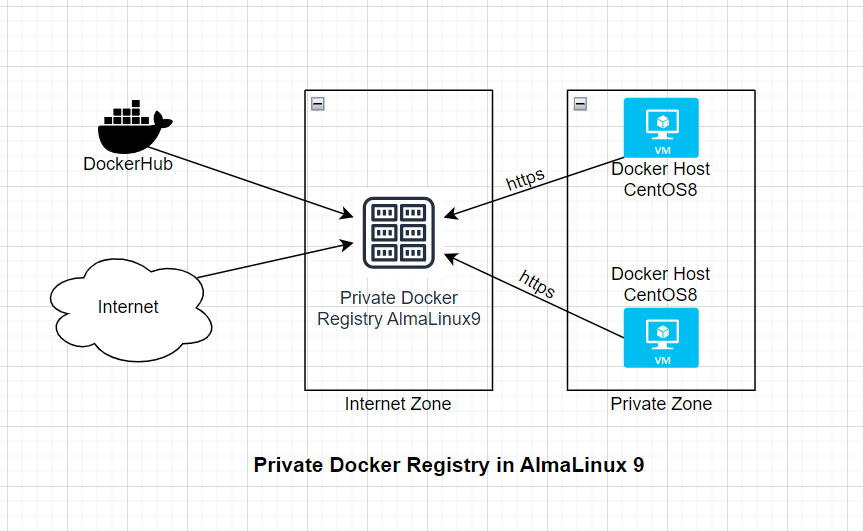 DockerHub
Internet
Private Docker
Registry AlmaLinux9
Internet Zone
https
https
VM
Docker Host
CentOS8
Docker Host
CentOS8
VM
Private Zone
Private Docker Registry in AlmaLinux 9